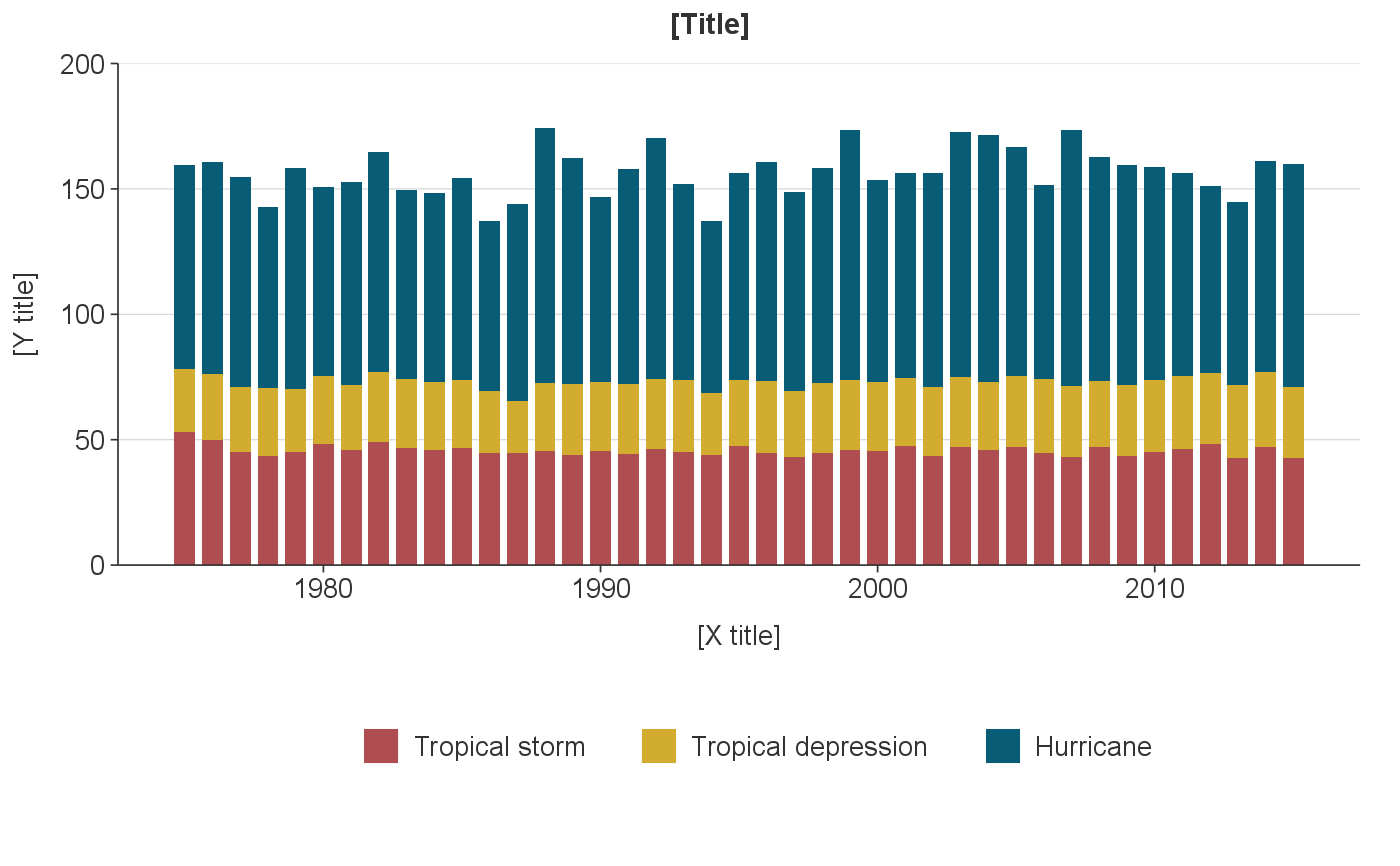 [Title]
200
150
100
50
0
[Y title]
1980 1990 2000 2010
[X title]
Tropical storm Tropical depression Hurricane